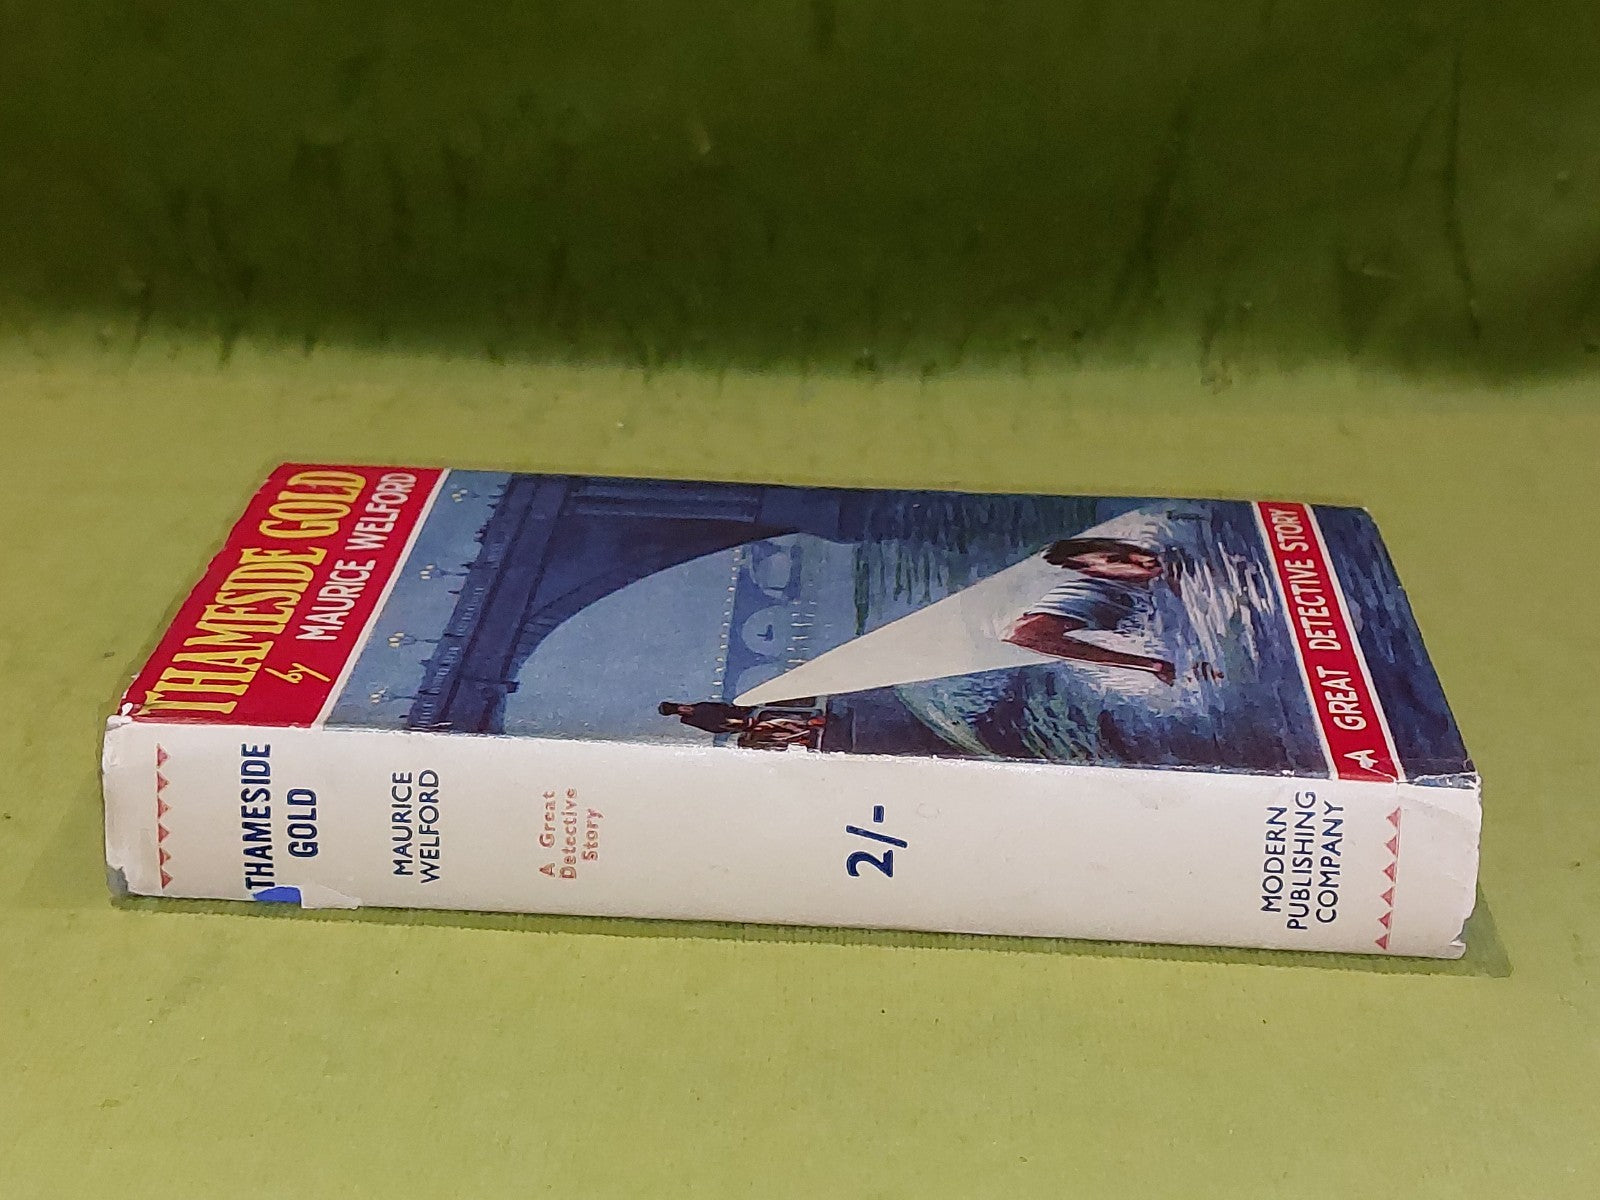 THAMESIDE GOLD
by MAURICE WELFORD
A GREAT DETECTIVE STORY
THAMESIDE
GOLD
MAURICE
WELFORD
A Great
Detective
Story
2/-
MODERN
PUBLISHING
COMPANY